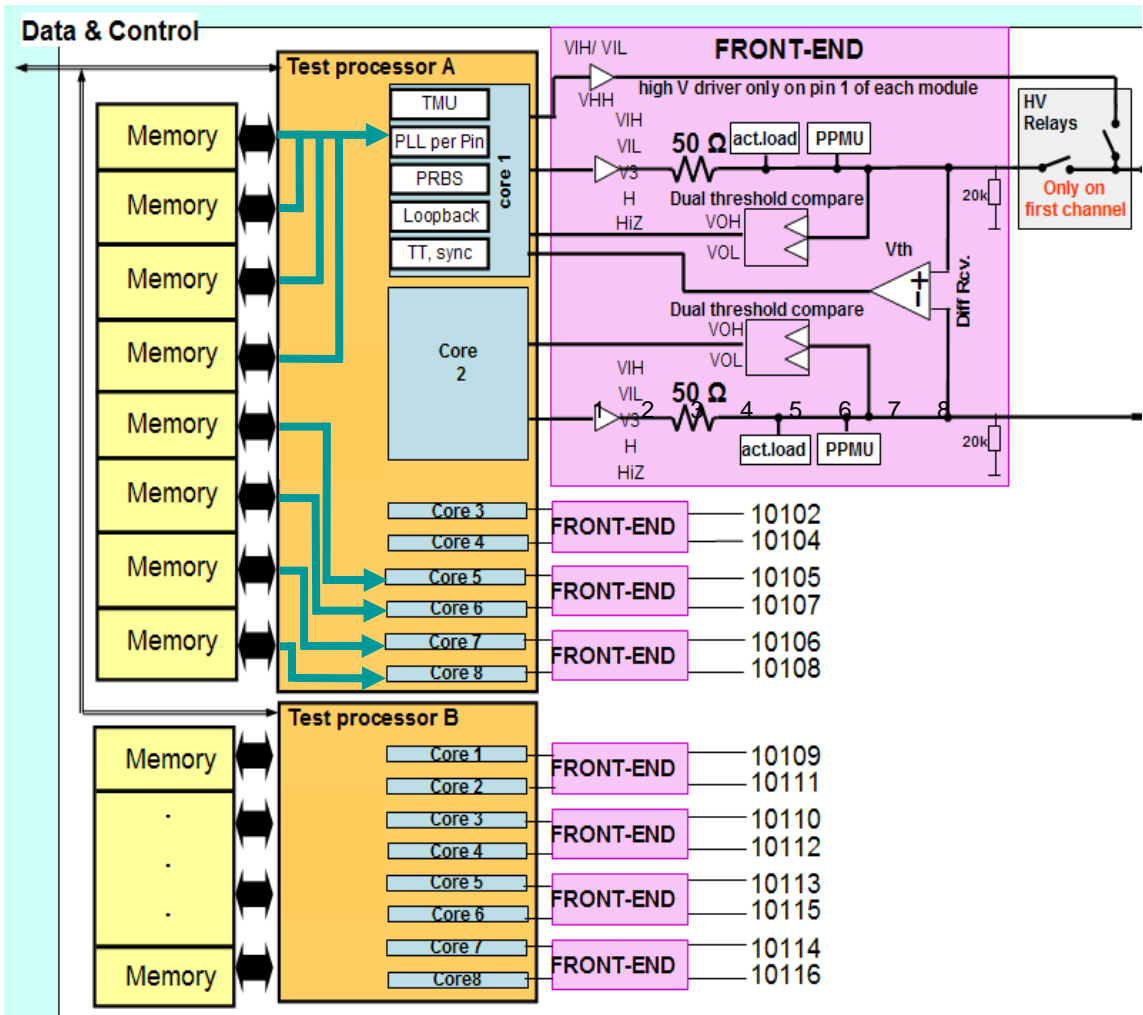 Data & Control
Test processor A
Memory
Memory
Memory
Memory
Memory
Memory
Memory
Memory
TMU
PLL per Pin
PRBS
Loopback
TT, sync
core 1
Core
2
Core 3
Core 4
Core 5
Core 6
Core 7
Core 8
FRONT-END
VIH/ VIL
VHH
high V driver only on pin 1 of each module
VIH
VIL
V3
H
HiZ
50 Ω
act.load
PPMU
Dual threshold compare
VOH
VOL
Vth
+
−
Diff Rcv.
20k
HV
Relays
Only on
first channel
Dual threshold compare
VOH
VOL
VIH
VIL
V3
H
HiZ
50 Ω
1 2 3 4 5 6 7 8
act.load
PPMU
20k
FRONT-END
10102
10104
FRONT-END
10105
10107
FRONT-END
10106
10108
Test processor B
Memory
.
.
.
Memory
Core 1
Core 2
Core 3
Core 4
Core 5
Core 6
Core 7
Core8
FRONT-END
10109
10111
FRONT-END
10110
10112
FRONT-END
10113
10115
FRONT-END
10114
10116